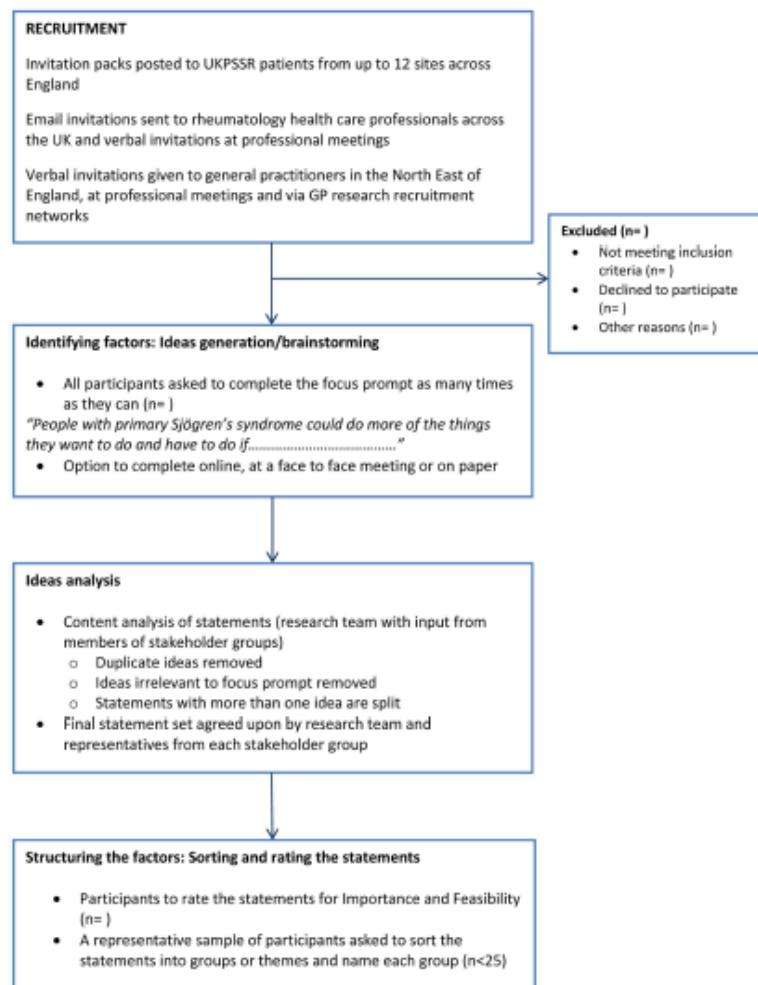 RECRUITMENT
Invitation packs posted to UKPSSR patients from up to 12 sites across
England
Email invitations sent to rheumatology health care professionals across
the UK and verbal invitations at professional meetings
Verbal invitations given to general practitioners in the North East of
England, at professional meetings and via GP research recruitment
networks
Excluded (n= )
• Not meeting inclusion
criteria (n= )
• Declined to participate
(n= )
• Other reasons (n= )
Identifying factors: Ideas generation/brainstorming
• All participants asked to complete the focus prompt as many times
as they can (n= )
“People with primary Sjögren’s syndrome could do more of the things
they want to do and have to do if………………………………….”
• Option to complete online, at a face to face meeting or on paper
Ideas analysis
• Content analysis of statements (research team with input from
members of stakeholder groups)
o Duplicate ideas removed
o Ideas irrelevant to focus prompt removed
o Statements with more than one idea are split
• Final statement set agreed upon by research team and
representatives from each stakeholder group
Structuring the factors: Sorting and rating the statements
• Participants to rate the statements for Importance and Feasibility
(n= )
• A representative sample of participants asked to sort the
statements into groups or themes and name each group (n<25)